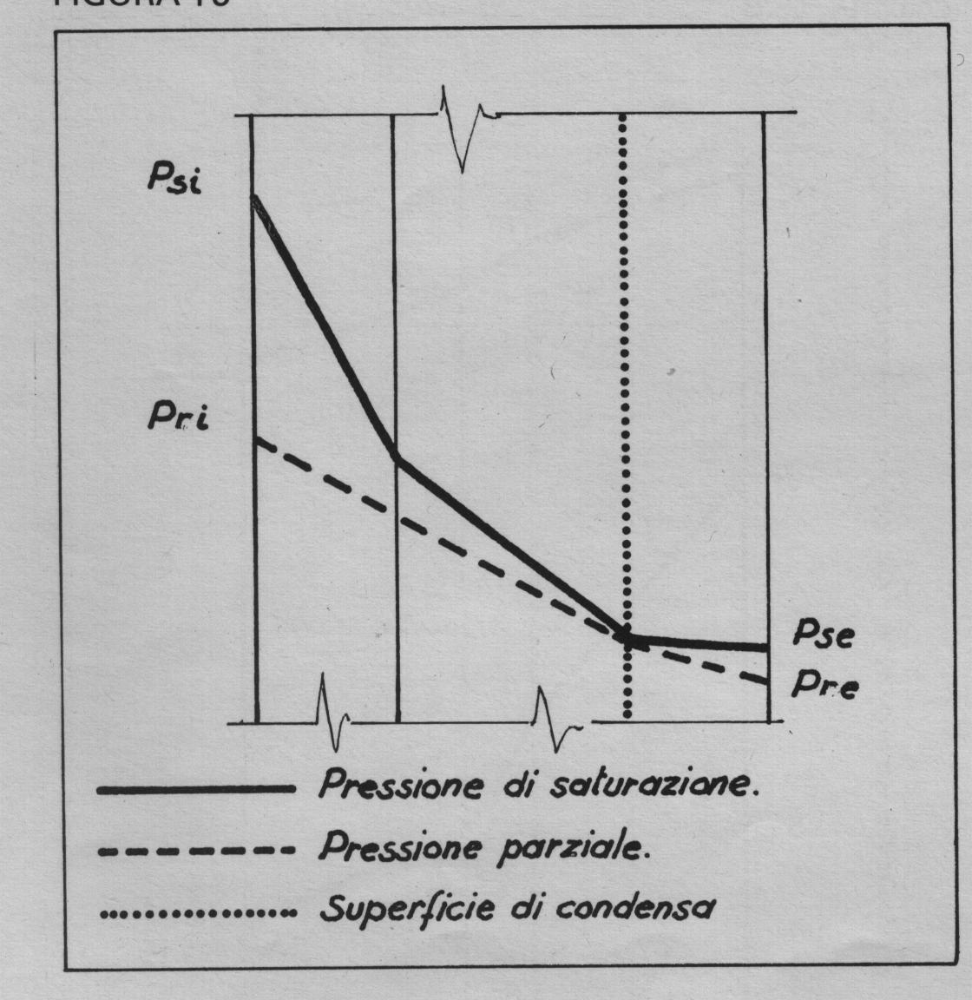 Psi
Pri
Pse
Pre
Pressione di saturazione.
Pressione parziale.
Superficie di condensa